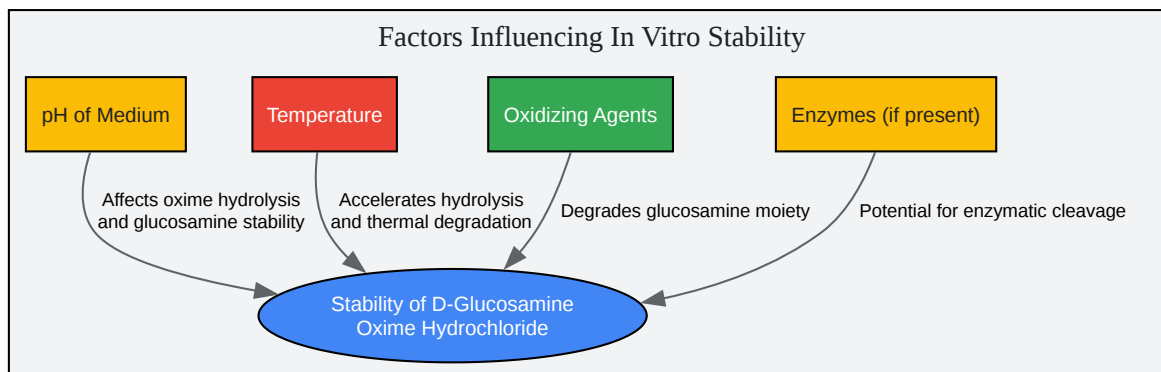 Factors Influencing In Vitro Stability
pH of Medium
Temperature
Oxidizing Agents
Enzymes (if present)
Affects oxime hydrolysis
and glucosamine stability
Accelerates hydrolysis
and thermal degradation
Degrades glucosamine moiety
Potential for enzymatic cleavage
Stability of D-Glucosamine
Oxime Hydrochloride